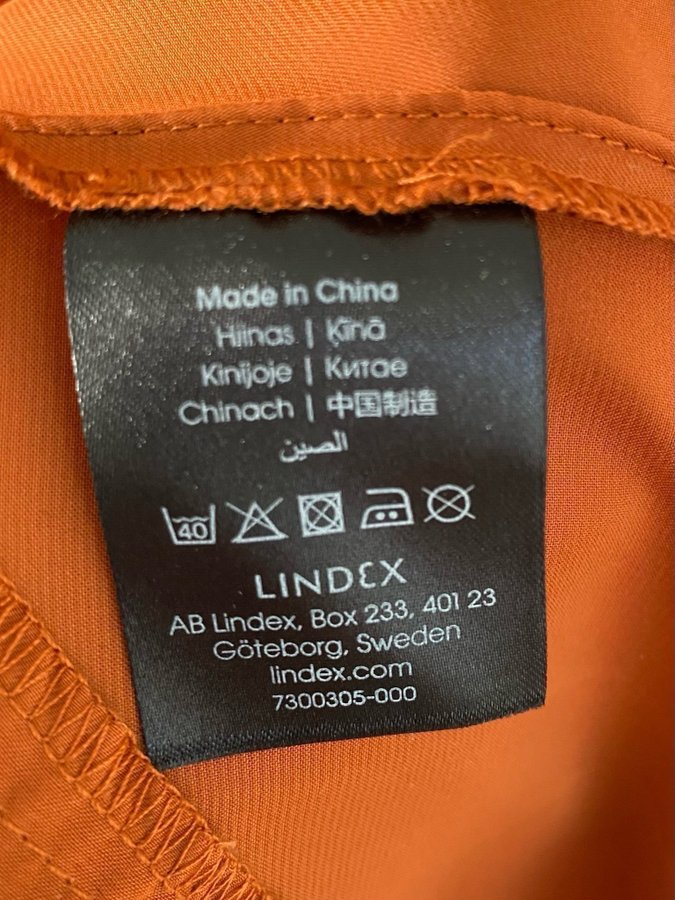 Made in China
Hiinas | Ķīnā
Kinijoje | Китае
Chinach | 中国制造
الصين
40
LINDEX
AB Lindex, Box 233, 401 23
Göteborg, Sweden
lindex.com
7300305-000